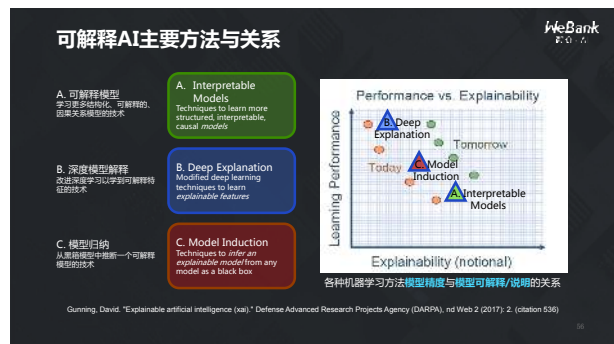 可解释AI主要方法与关系
WeBank
A. 可解释模型
学习更多结构化、可解释的、
因果关系模型的技术
A. Interpretable
Models
Techniques to learn more
structured, interpretable,
causal models
B. 深度模型解释
改进深度学习以学到可解释特
征的技术
B. Deep Explanation
Modified deep learning
techniques to learn
explainable features
C. 模型归纳
从黑箱模型中推断一个可解释
模型的技术
C. Model Induction
Techniques to infer an
explainable model from any
model as a black box
Performance vs. Explainability
Learning Performance
B. Deep
Explanation
Tomorrow
Today
C. Model
Induction
A. Interpretable
Models
Explainability (notional)
各种机器学习方法模型精度与模型可解释/说明的关系
Gunning, David. "Explainable artificial intelligence (xai)." Defense Advanced Research Projects Agency (DARPA), nd Web 2 (2017): 2. (citation 536)
56